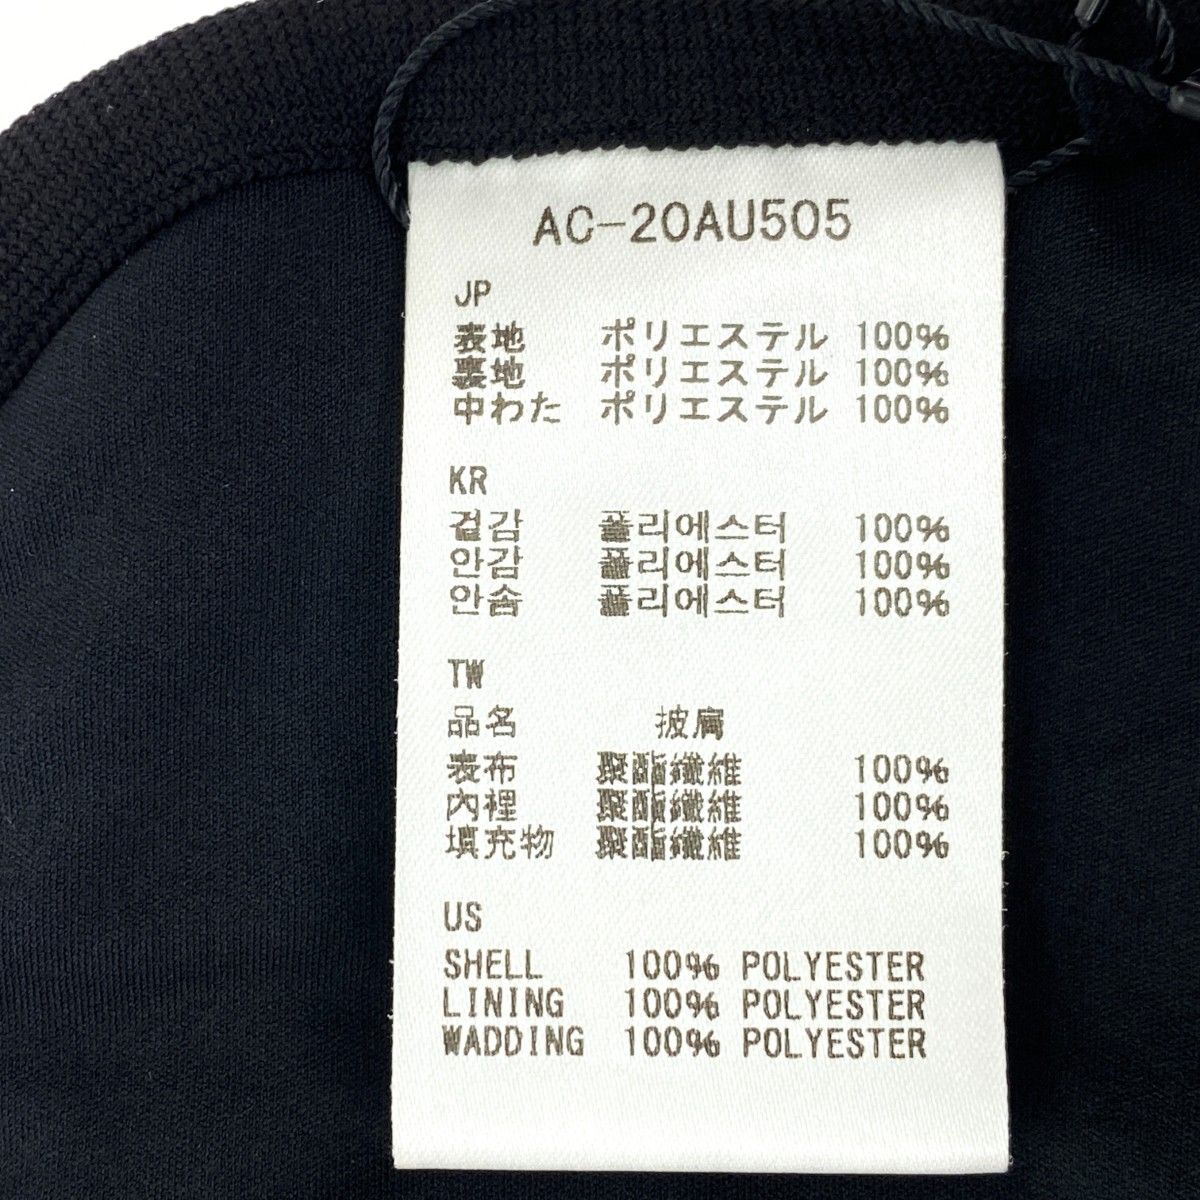 AC-20AU505
JP
表地 ポリエステル 100%
裏地 ポリエステル 100%
中わた ポリエステル 100%
KR
겉감 폴리에스터 100%
안감 폴리에스터 100%
안솜 폴리에스터 100%
TW
品名 披肩
表布 聚酯纖維 100%
內裡 聚酯纖維 100%
填充物 聚酯纖維 100%
US
SHELL 100% POLYESTER
LINING 100% POLYESTER
WADDING 100% POLYESTER